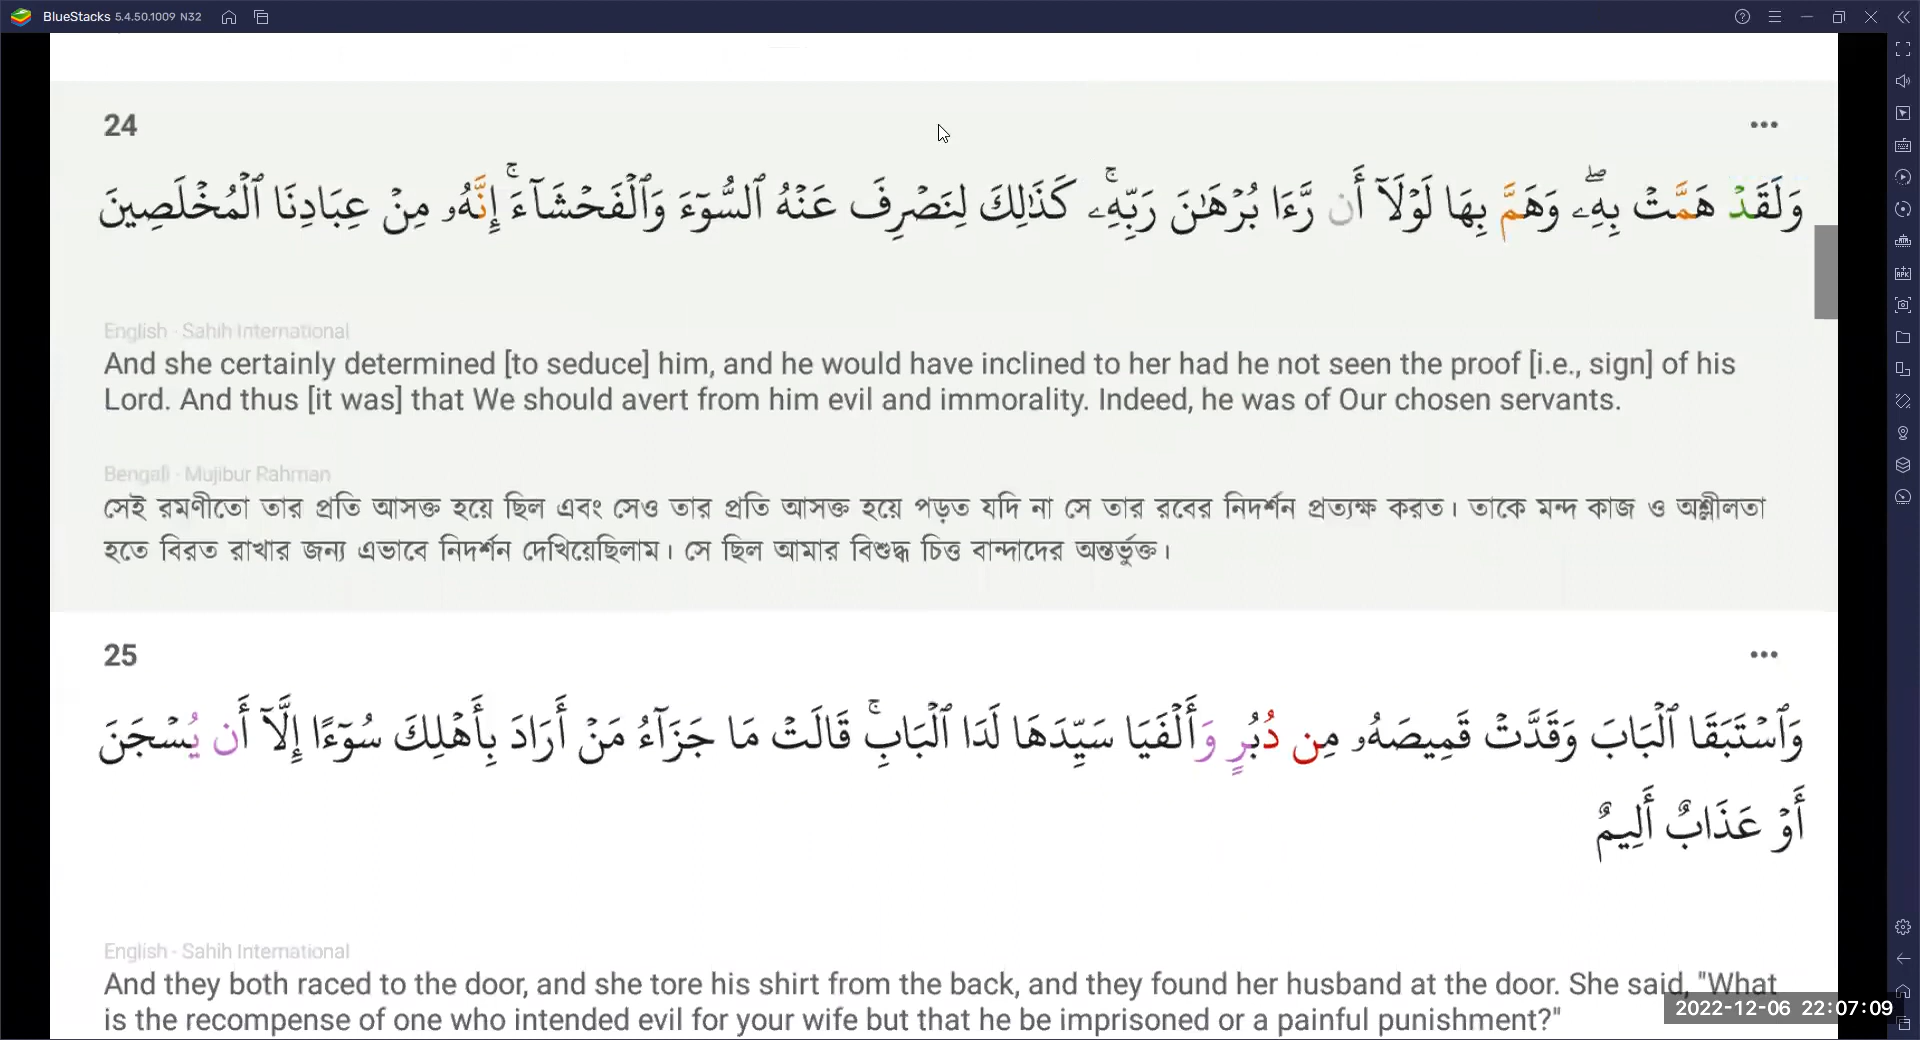 BlueStacks 5.4.50.1009 N32
24
وَلَقَدْ هَمَّتْ بِهِۦ ۖ وَهَمَّ بِهَا لَوْلَآ أَن رَّءَا بُرْهَـٰنَ رَبِّهِۦ ۚ كَذَٰلِكَ لِنَصْرِفَ عَنْهُ ٱلسُّوٓءَ وَٱلْفَحْشَآءَ ۚ إِنَّهُۥ مِنْ عِبَادِنَا ٱلْمُخْلَصِينَ
English - Sahih International
And she certainly determined [to seduce] him, and he would have inclined to her had he not seen the proof [i.e., sign] of his
Lord. And thus [it was] that We should avert from him evil and immorality. Indeed, he was of Our chosen servants.
Bengali - Mujibur Rahman
সেই রমণীতো তার প্রতি আসক্ত হয়ে ছিল এবং সেও তার প্রতি আসক্ত হয়ে পড়ত যদি না সে তার রবের নিদর্শন প্রত্যক্ষ করত। তাকে মন্দ কাজ ও অশ্লীলতা
হতে বিরত রাখার জন্য এভাবে নিদর্শন দেখিয়েছিলাম। সে ছিল আমার বিশুদ্ধ চিত্ত বান্দাদের অন্তর্ভুক্ত।
25
وَٱسْتَبَقَا ٱلْبَابَ وَقَدَّتْ قَمِيصَهُۥ مِن دُبُرٍ وَأَلْفَيَا سَيِّدَهَا لَدَا ٱلْبَابِ ۚ قَالَتْ مَا جَزَآءُ مَنْ أَرَادَ بِأَهْلِكَ سُوٓءًا إِلَّآ أَن يُسْجَنَ
أَوْ عَذَابٌ أَلِيمٌ
English - Sahih International
And they both raced to the door, and she tore his shirt from the back, and they found her husband at the door. She said, "What
is the recompense of one who intended evil for your wife but that he be imprisoned or a painful punishment?"
2022-12-06 22:07:09